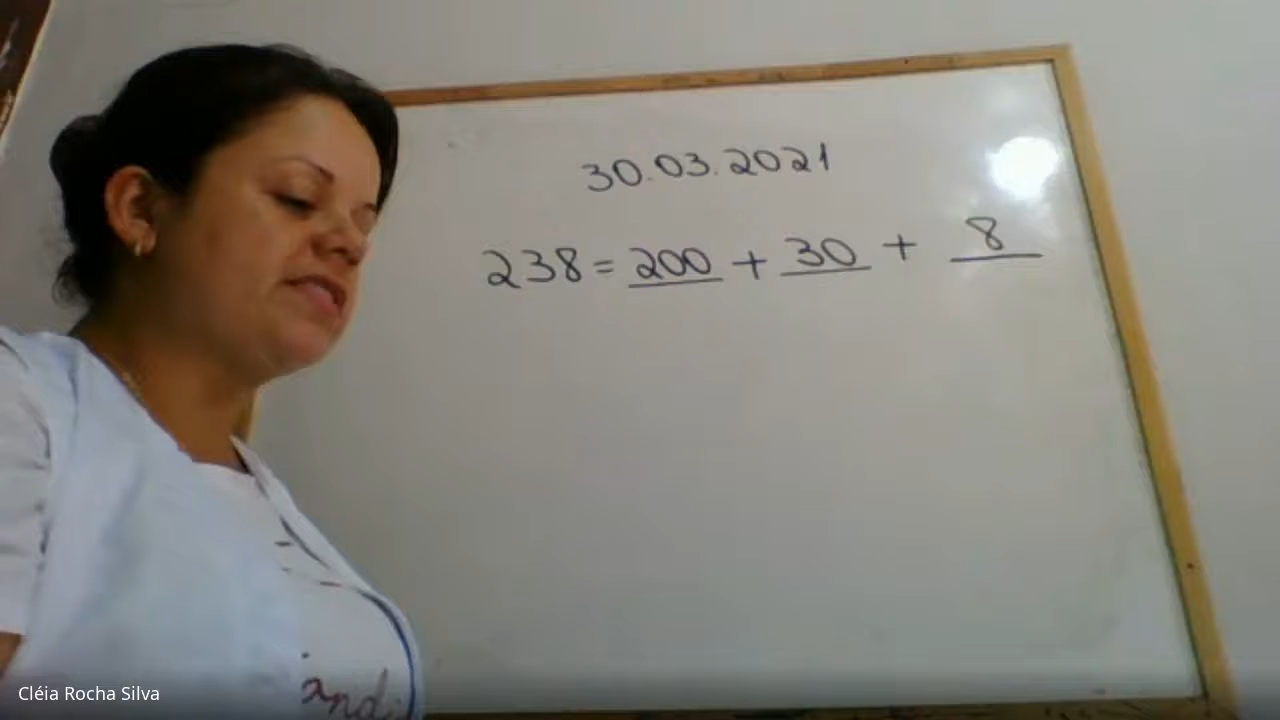 30.03.2021
238 = 200 + 30 + 8
Cléia Rocha Silva